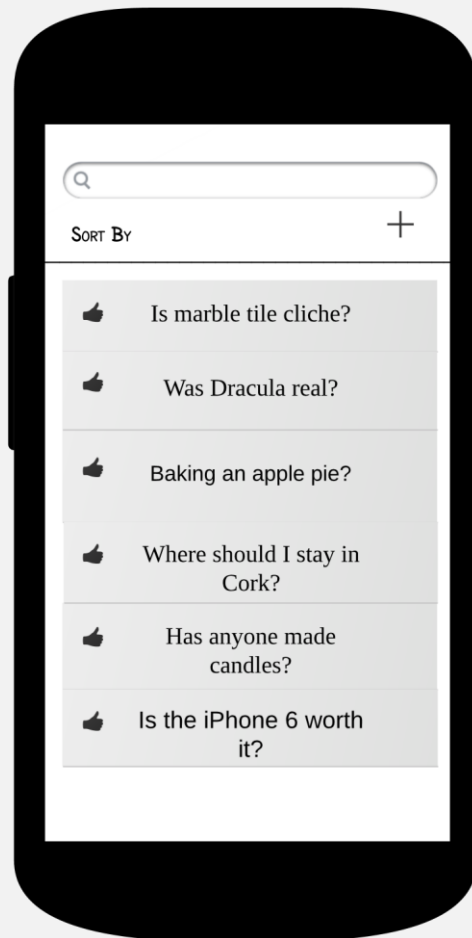 Sort By
Is marble tile cliche?
Was Dracula real?
Baking an apple pie?
Where should I stay in
Cork?
Has anyone made
candles?
Is the iPhone 6 worth
it?